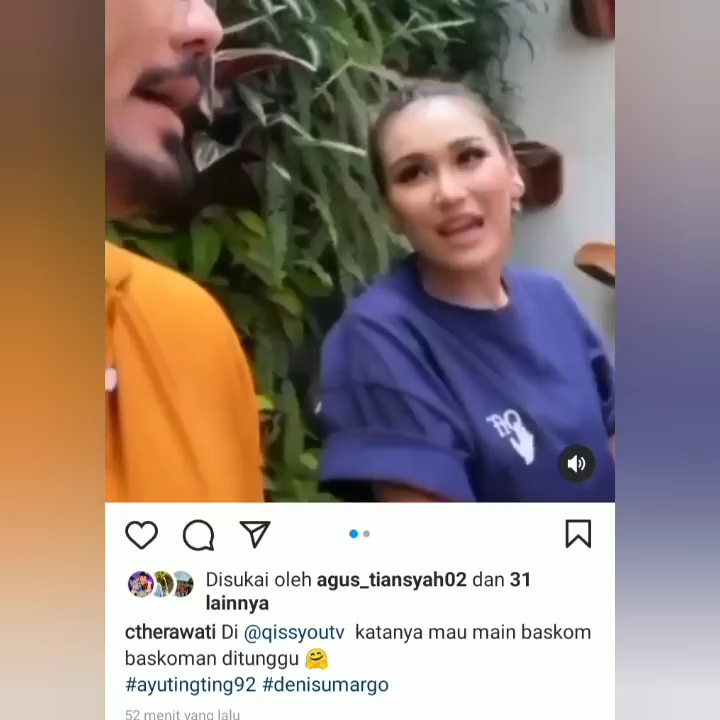 Disukai oleh agus_tiansyah02 dan 31
lainnya
ctherawati Di @qissyoutv katanya mau main baskom
baskoman ditunggu 🤗
#ayutingting92 #denisumargo
52 menit yang lalu